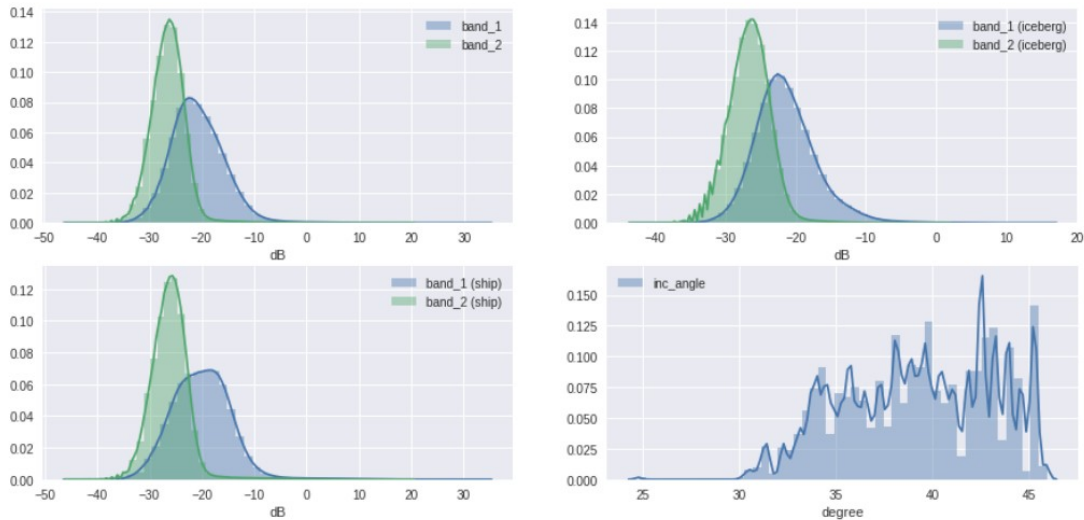 0.14
0.12
0.10
0.08
0.06
0.04
0.02
0.00
−50 −40 −30 −20 −10 0 10 20 30
dB
band_1
band_2
0.14
0.12
0.10
0.08
0.06
0.04
0.02
0.00
−40 −30 −20 −10 0 10 20
dB
band_1 (iceberg)
band_2 (iceberg)
0.12
0.10
0.08
0.06
0.04
0.02
0.00
−50 −40 −30 −20 −10 0 10 20 30
dB
band_1 (ship)
band_2 (ship)
0.150
0.125
0.100
0.075
0.050
0.025
0.000
25 30 35 40 45
degree
inc_angle